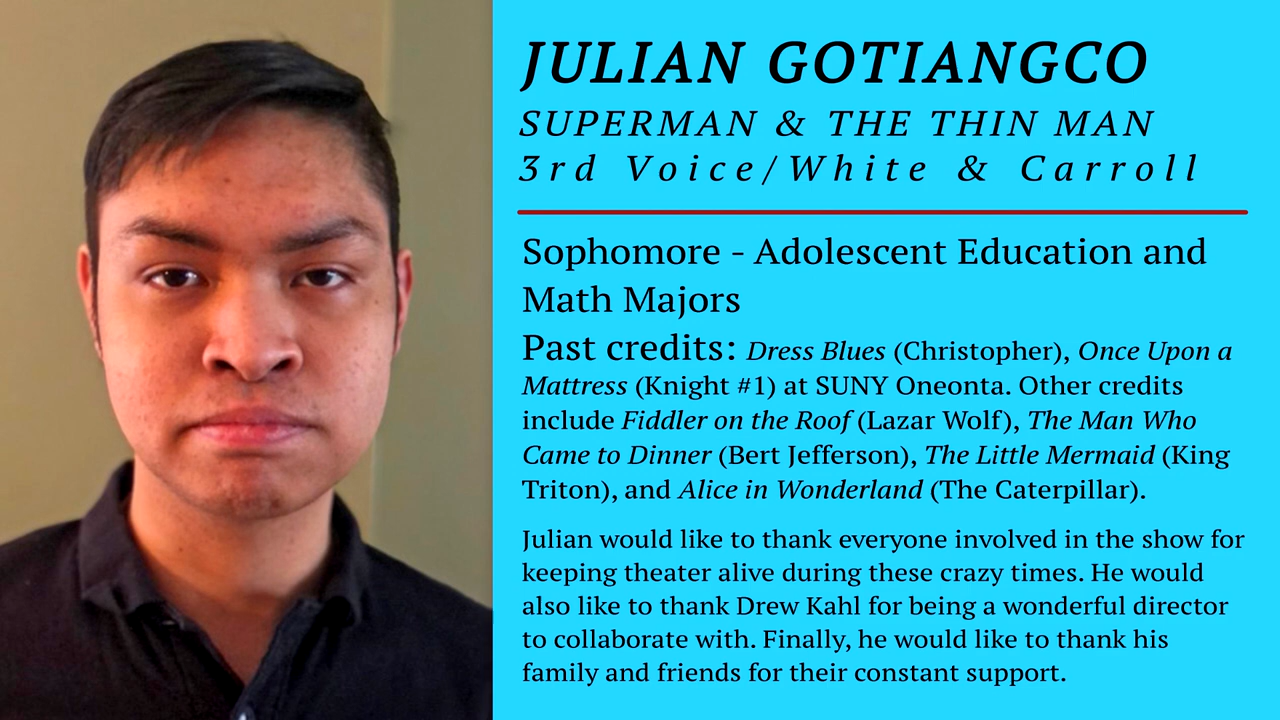 JULIAN GOTIANGCO
SUPERMAN & THE THIN MAN
3rd Voice/White & Carroll
Sophomore - Adolescent Education and
Math Majors
Past credits: Dress Blues (Christopher), Once Upon a
Mattress (Knight #1) at SUNY Oneonta. Other credits
include Fiddler on the Roof (Lazar Wolf), The Man Who
Came to Dinner (Bert Jefferson), The Little Mermaid (King
Triton), and Alice in Wonderland (The Caterpillar).
Julian would like to thank everyone involved in the show for
keeping theater alive during these crazy times. He would
also like to thank Drew Kahl for being a wonderful director
to collaborate with. Finally, he would like to thank his
family and friends for their constant support.